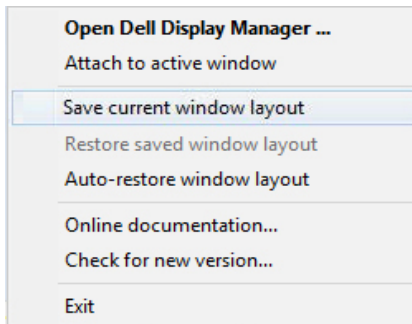 Open Dell Display Manager ...
Attach to active window
Save current window layout
Restore saved window layout
Auto-restore window layout
Online documentation...
Check for new version...
Exit